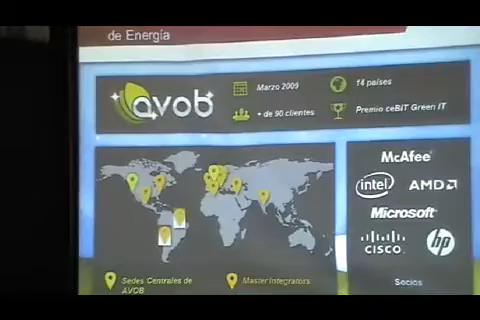 de Energía
avob
Marzo 2009
14 países
+ de 90 clientes
Premio ceBIT Green IT
McAfee
intel
AMD
Microsoft
CISCO
hp
Sedes Centrales de
AVOB
Master Integrators
Socios